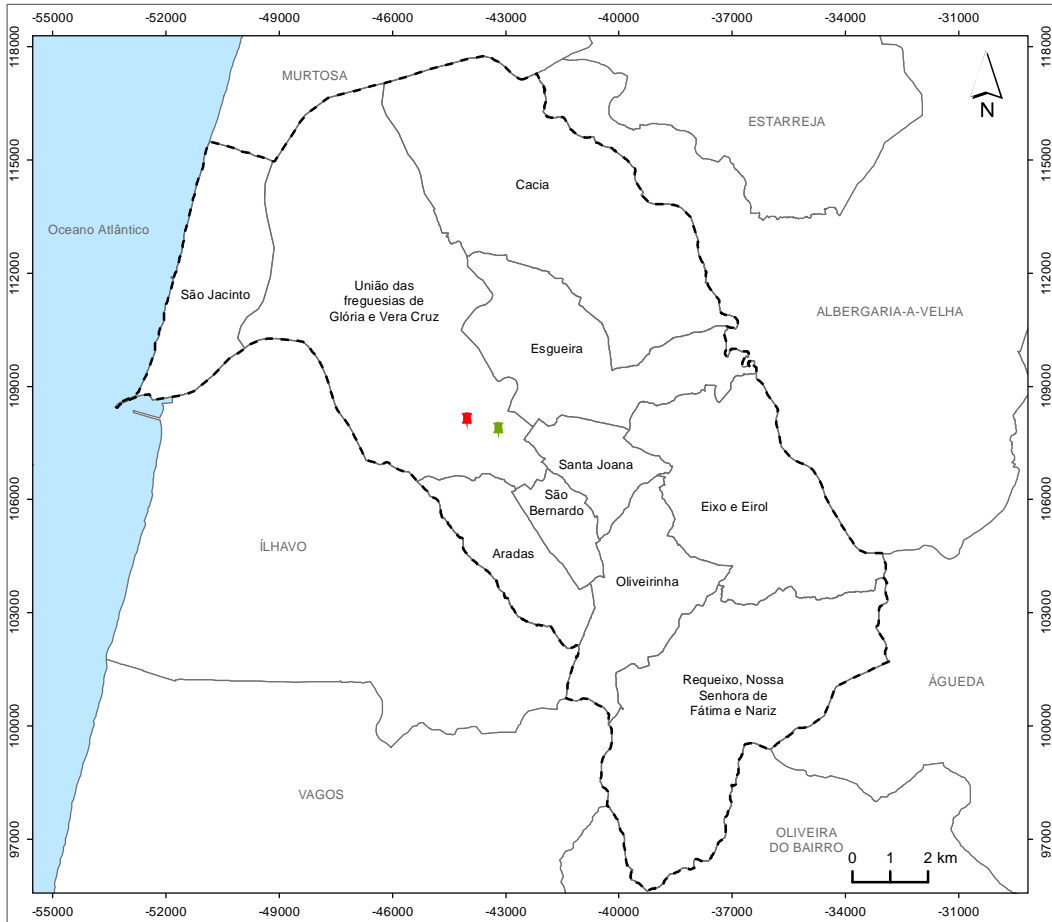 -55000 -52000 -49000 -46000 -43000 -40000 -37000 -34000 -31000
118000
118000
MURTOSA
N
ESTARREJA
115000
115000
Cacia
Oceano Atlântico
112000
112000
São Jacinto
União das
freguesias de
Glória e Vera Cruz
ALBERGARIA-A-VELHA
Esgueira
109000
109000
Santa Joana
106000
106000
São
Bernardo
Eixo e Eirol
ÍLHAVO
Aradas
Oliveirinha
103000
103000
Requeixo, Nossa
Senhora de
Fátima e Nariz
ÁGUEDA
100000
100000
VAGOS
OLIVEIRA
DO BAIRRO
97000
97000
0 1 2 km
-55000 -52000 -49000 -46000 -43000 -40000 -37000 -34000 -31000